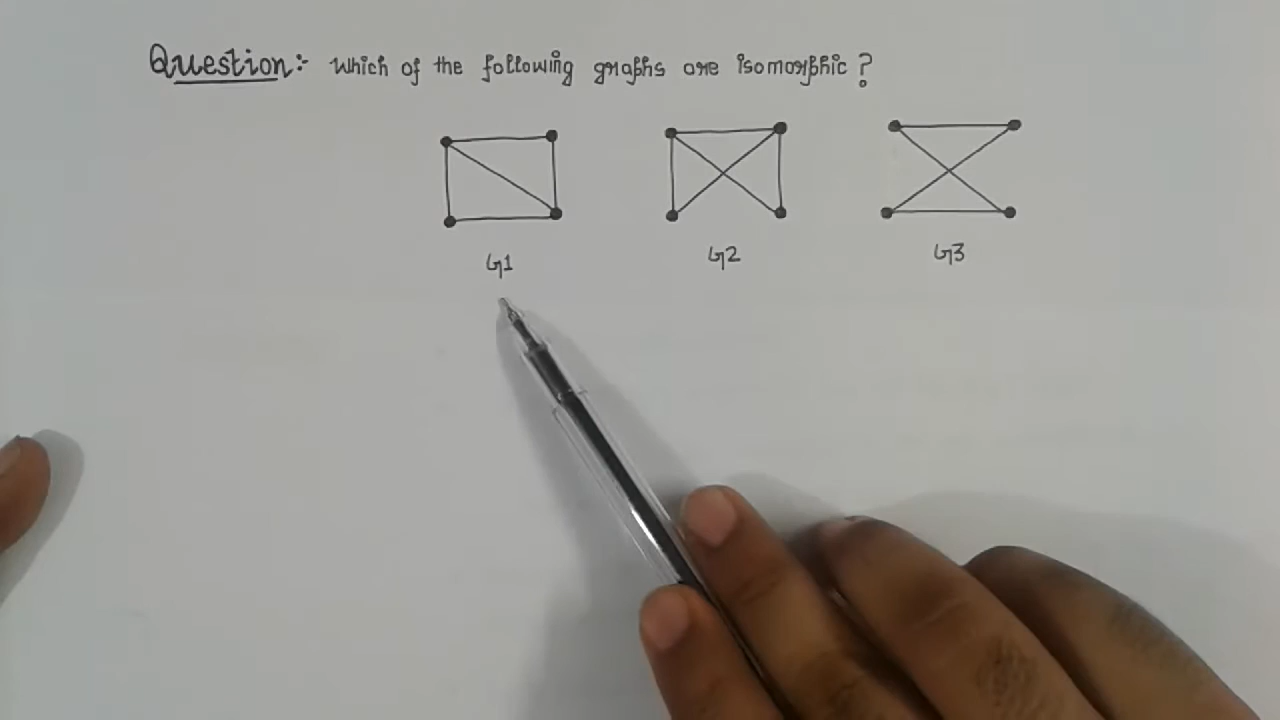 Question:- Which of the following graphs are isomorphic ?
G1 G2 G3